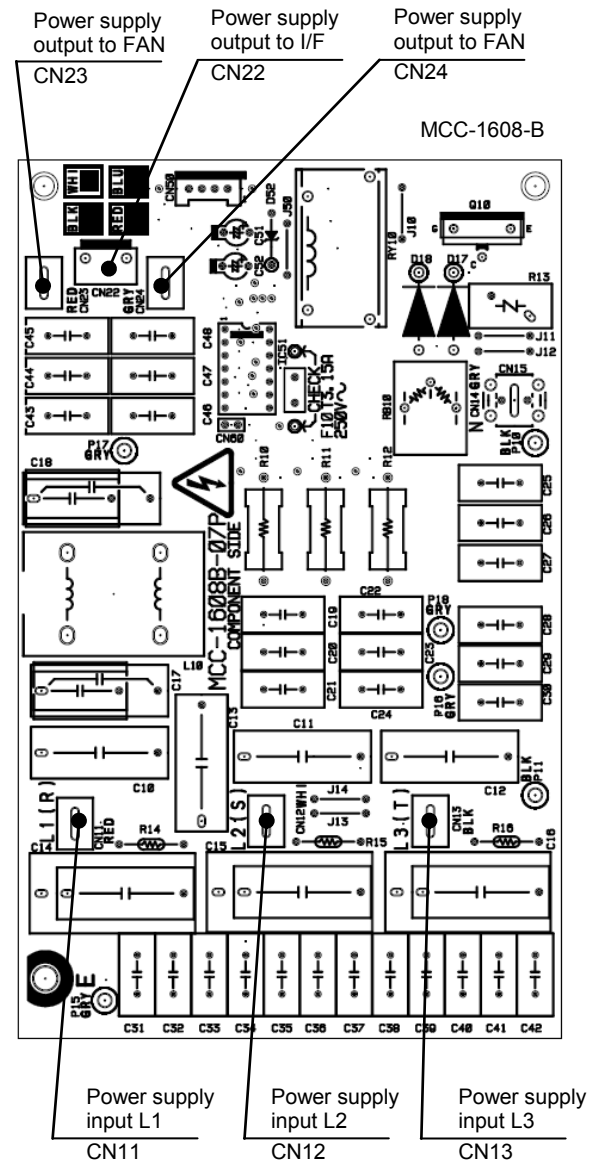 Power supply
output to FAN
CN23
Power supply
output to I/F
CN22
Power supply
output to FAN
CN24
MCC-1608-B
WHI
BLU
BLK
RED
CN50
D52
J50
C51
C52
RY10
J10
Q10
G
E
C
D18
D17
R13
J11
J12
RED
CN23
CN22
GRY
CN24
C45
C44
C43
C48
C47
C46
IC51
CHECK
F10 T3.15A
250V~
CN60
RB10
CN15
CN14
GRY
N
BLK
P10
P17
GRY
C18
R10
R11
R12
C25
C26
C27
MCC-1608B-07P
COMPONENT SIDE
L10
C22
C19
C20
C21
C23
C24
P18
GRY
P16
GRY
C28
C29
C30
C17
C13
C10
C11
C12
BLK
P11
L1(R)
CN11
RED
R14
L2(S)
CN12
WHI
J14
J13
R15
L3(T)
CN13
BLK
R16
C14
C15
C16
E
P15
GRY
C31
C32
C33
C34
C35
C36
C37
C38
C39
C40
C41
C42
Power supply
input L1
CN11
Power supply
input L2
CN12
Power supply
input L3
CN13